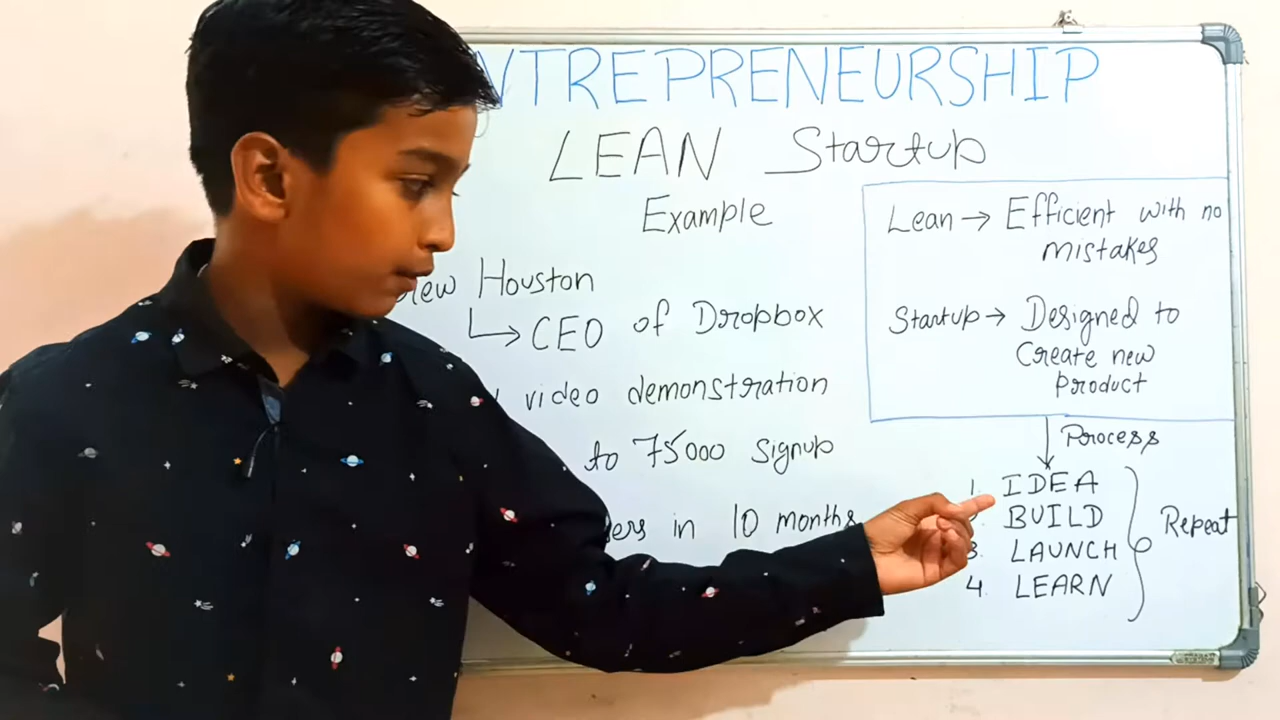 NTREPRENEURSHIP
LEAN Startup
Example
Houston
CEO of Dropbox
video demonstration
to 75000 Signup
in 10 months
Lean → Efficient with no
mistakes
Startup → Designed to
Create new
Product
Process
1. IDEA
BUILD
3. LAUNCH
4. LEARN
Repeat